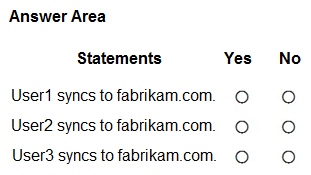 Answer Area
Statements Yes No
User1 syncs to fabrikam.com.
User2 syncs to fabrikam.com.
User3 syncs to fabrikam.com.